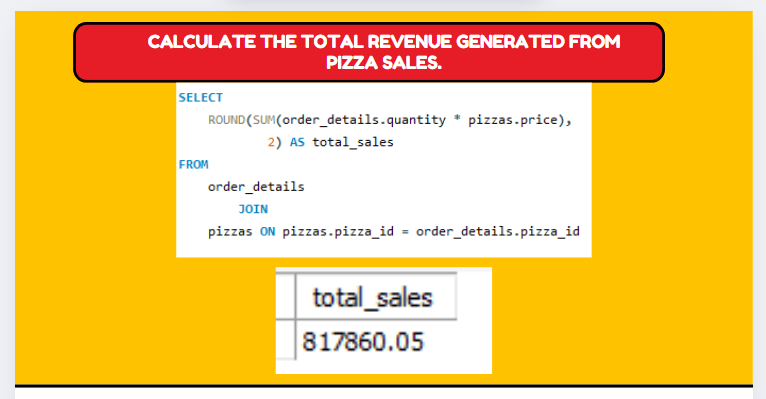 CALCULATE THE TOTAL REVENUE GENERATED FROM
PIZZA SALES.
SELECT
ROUND(SUM(order_details.quantity * pizzas.price),
2) AS total_sales
FROM
order_details
JOIN
pizzas ON pizzas.pizza_id = order_details.pizza_id
total_sales
817860.05